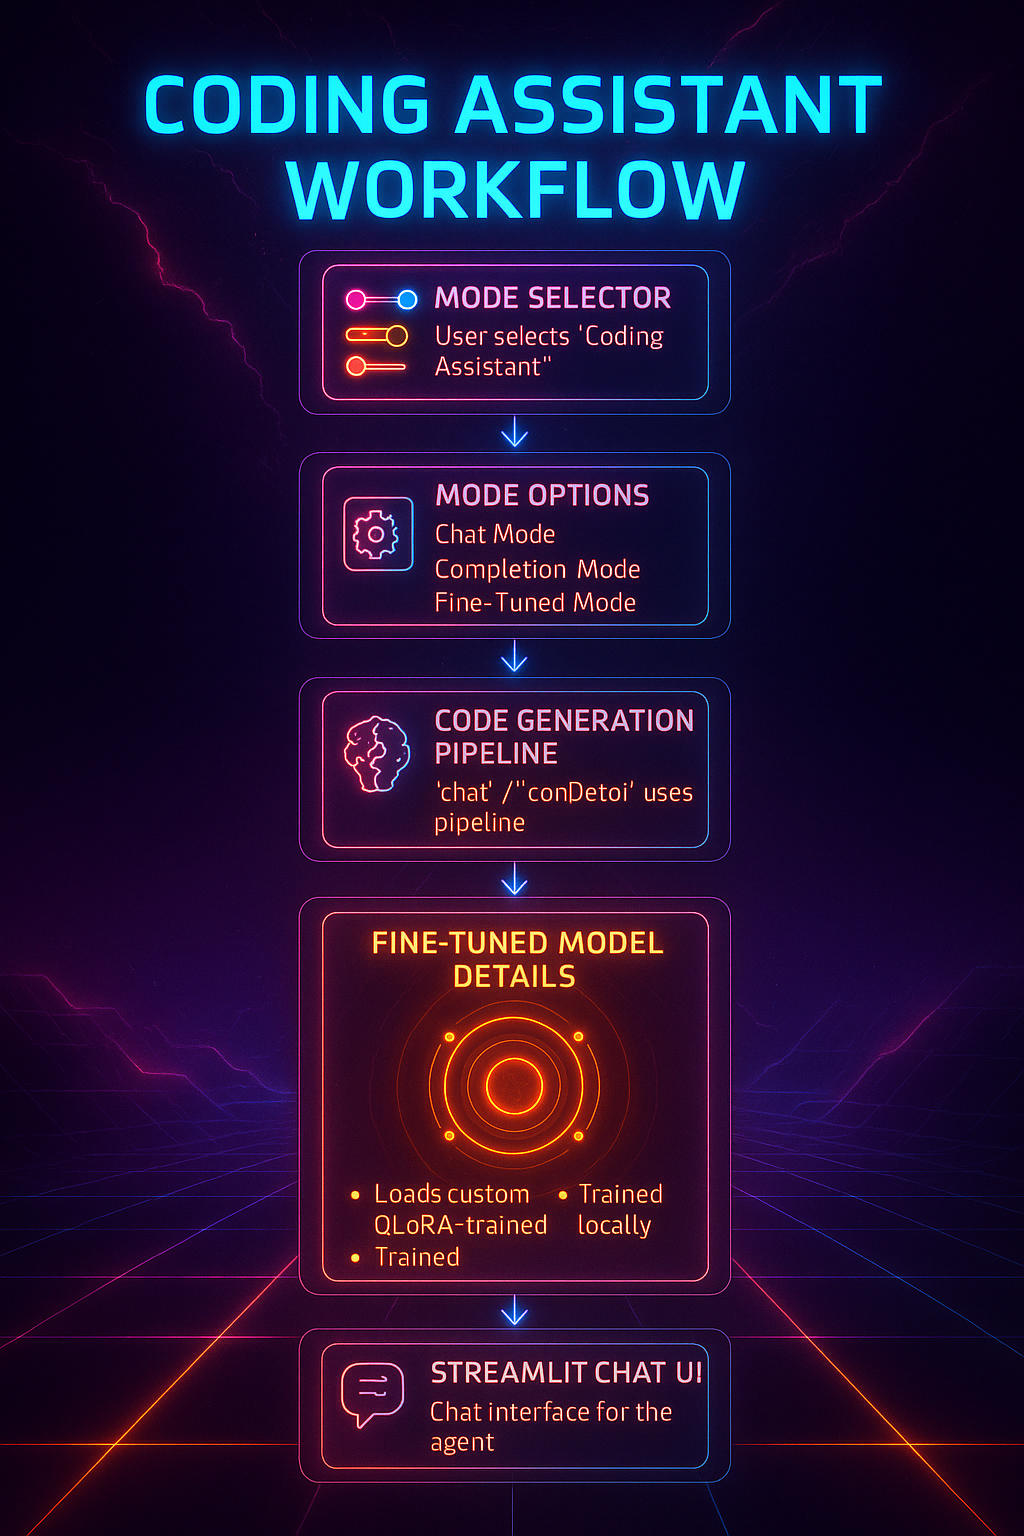 CODING ASSISTANT
WORKFLOW
MODE SELECTOR
User selects 'Coding
Assistant"
MODE OPTIONS
Chat Mode
Completion Mode
Fine-Tuned Mode
CODE GENERATION
PIPELINE
'chat' /"conDetoi' uses
pipeline
FINE-TUNED MODEL
DETAILS
• Loads custom
QLoRA-trained
• Trained
• Trained
locally
STREAMLIT CHAT U!
Chat interface for the
agent